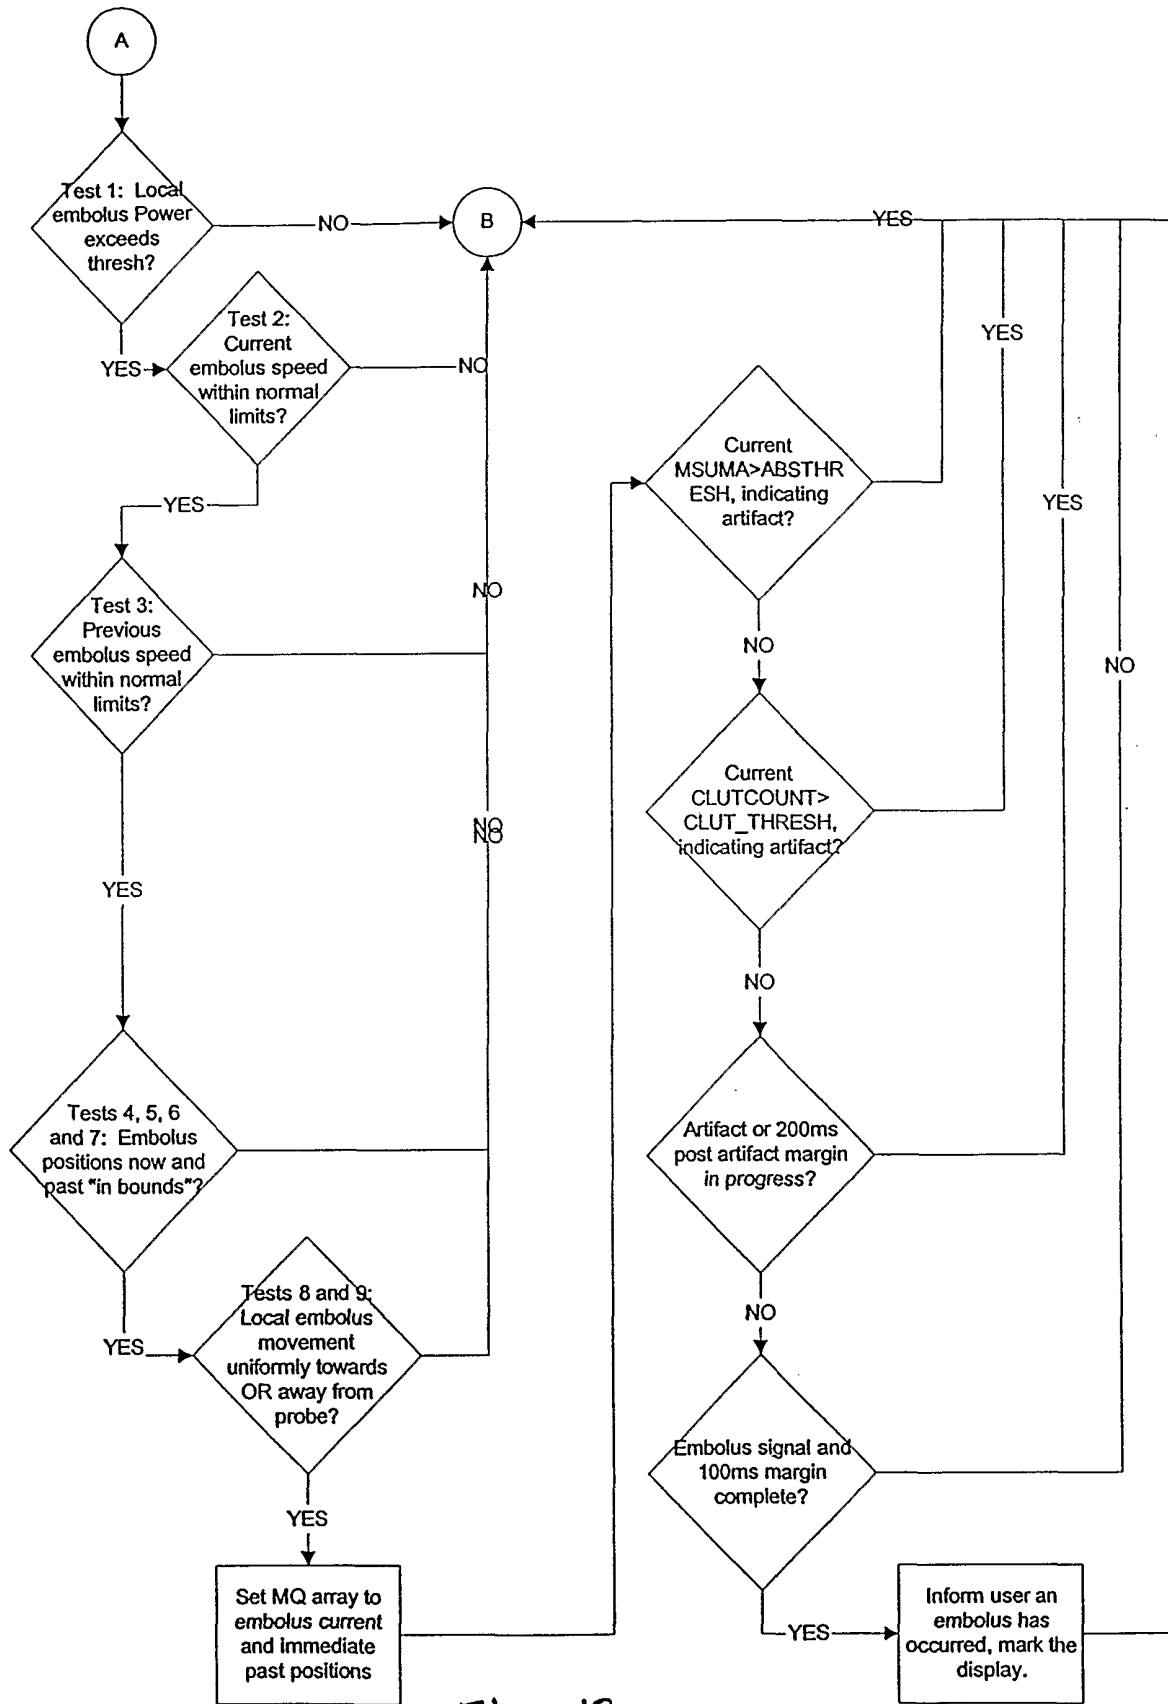 A
Test 1: Local
embolus Power
exceeds
thresh?
NO
B
YES
YES
Test 2:
Current
embolus speed
within normal
limits?
NO
YES
YES
Test 3:
Previous
embolus speed
within normal
limits?
NO
YES
Tests 4, 5, 6
and 7: Embolus
positions now and
past "in bounds"?
NO
NO
YES
Tests 8 and 9:
Local embolus
movement
uniformly towards
OR away from
probe?
YES
Set MQ array to
embolus current
and immediate
past positions
Current
MSUMA>ABSTHR
ESH, indicating
artifact?
NO
YES
Current
CLUTCOUNT>
CLUT_THRESH,
indicating artifact?
NO
YES
Artifact or 200ms
post artifact margin
in progress?
NO
NO
Embolus signal and
100ms margin
complete?
YES
Inform user an
embolus has
occurred, mark the
display.